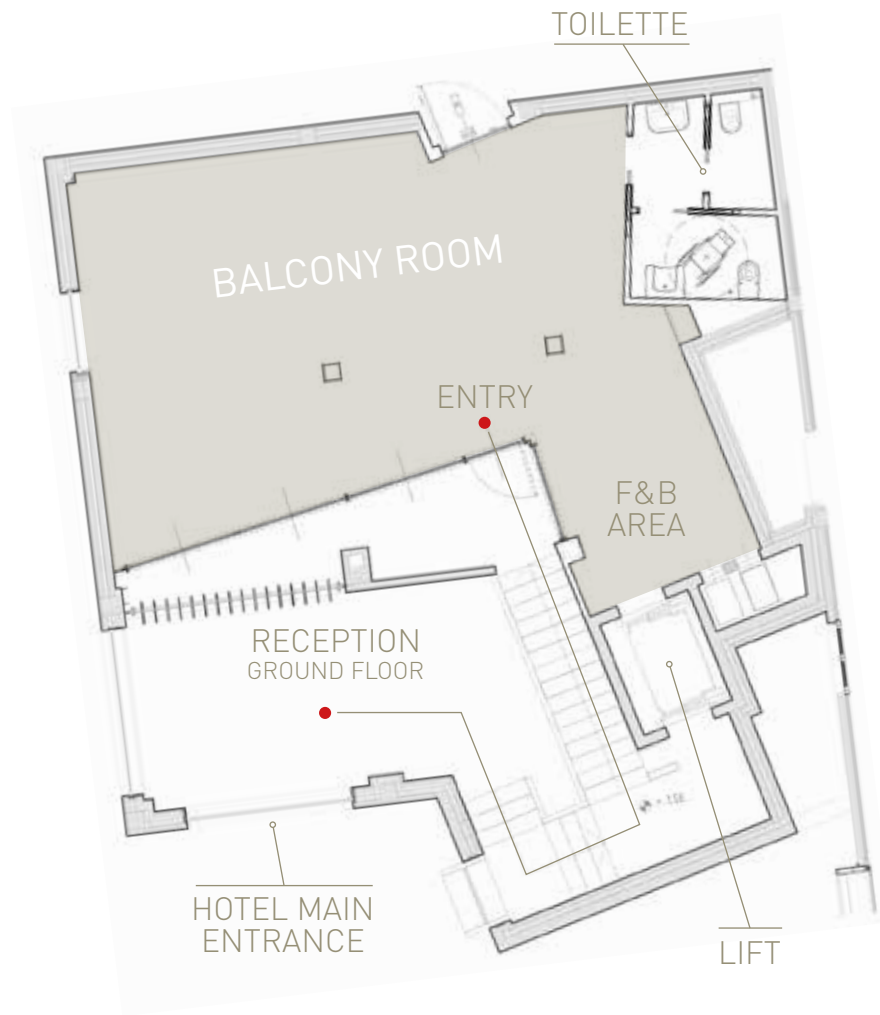 TOILETTE
BALCONY ROOM
ENTRY
F&B
AREA
RECEPTION
GROUND FLOOR
HOTEL MAIN
ENTRANCE
LIFT